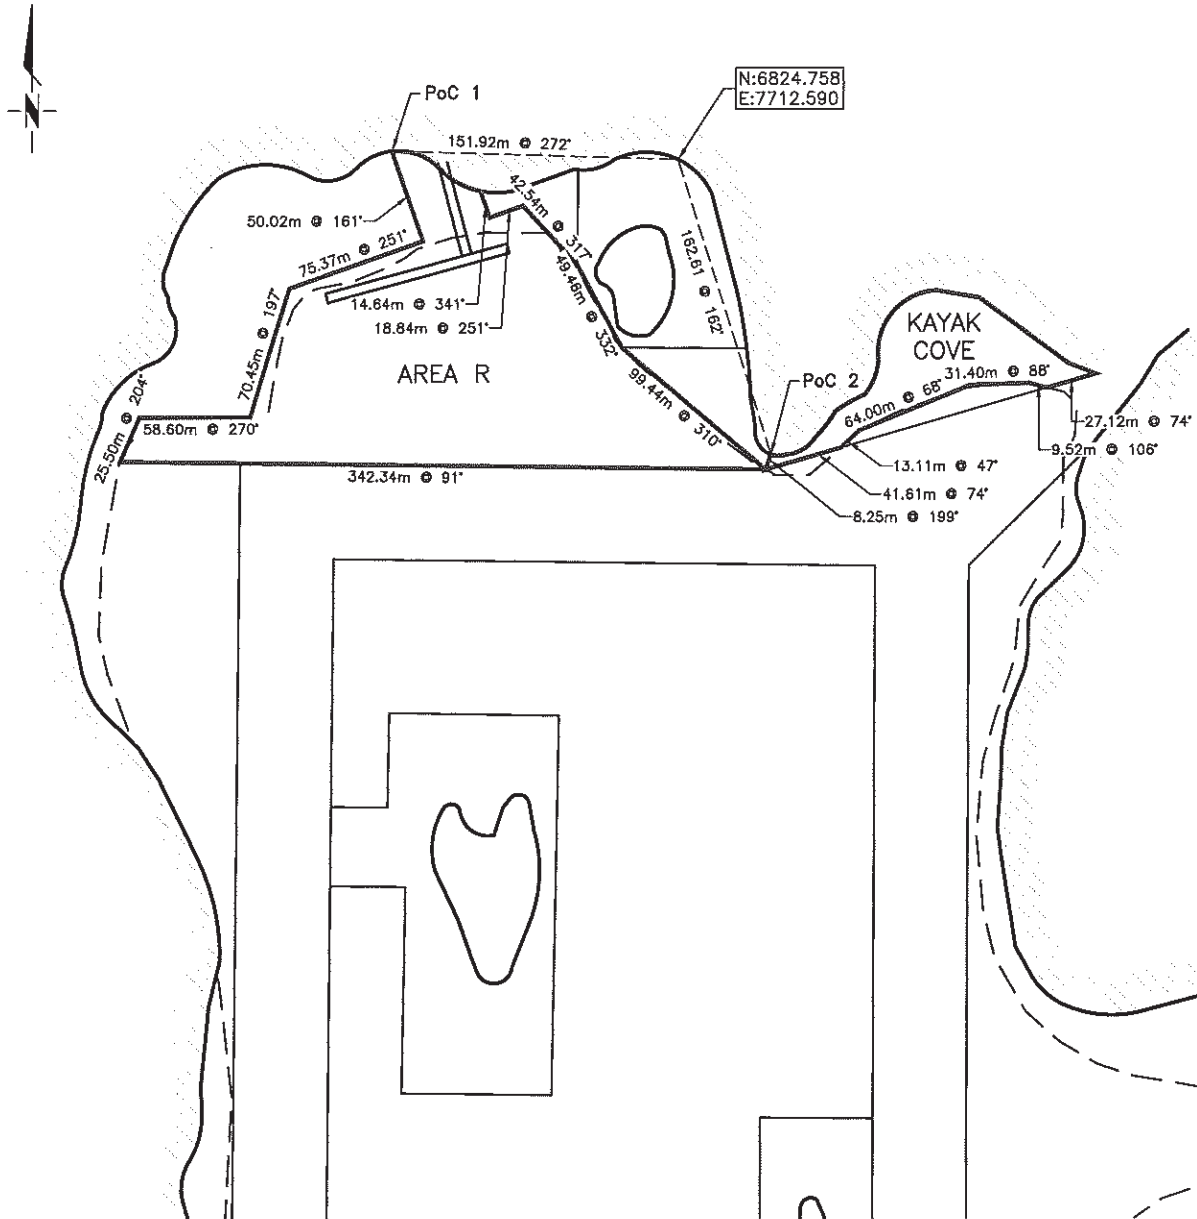 N
N:6824.758
E:7712.590
PoC 1
151.92m @ 272°
42.54m @ 317°
50.02m @ 161°
75.37m @ 251°
49.48m @ 332°
162.61 @ 162°
70.45m @ 197°
14.64m @ 341°
18.84m @ 251°
KAYAK
COVE
AREA R
31.40m @ 88°
PoC 2
99.44m @ 310°
64.00m @ 68°
25.50m @ 204°
58.60m @ 270°
27.12m @ 74°
9.52m @ 106°
13.11m @ 47°
342.34m @ 91°
41.61m @ 74°
8.25m @ 199°